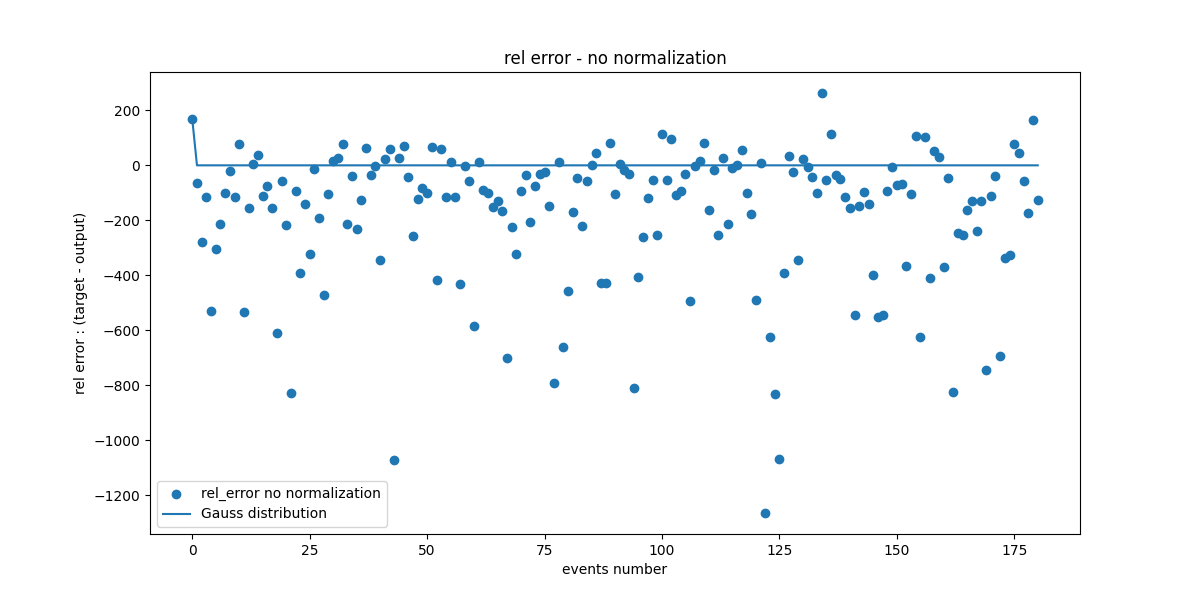 rel error - no normalization
rel error : (target - output)
200
0
−200
−400
−600
−800
−1000
−1200
rel_error no normalization
Gauss distribution
0 25 50 75 100 125 150 175
events number